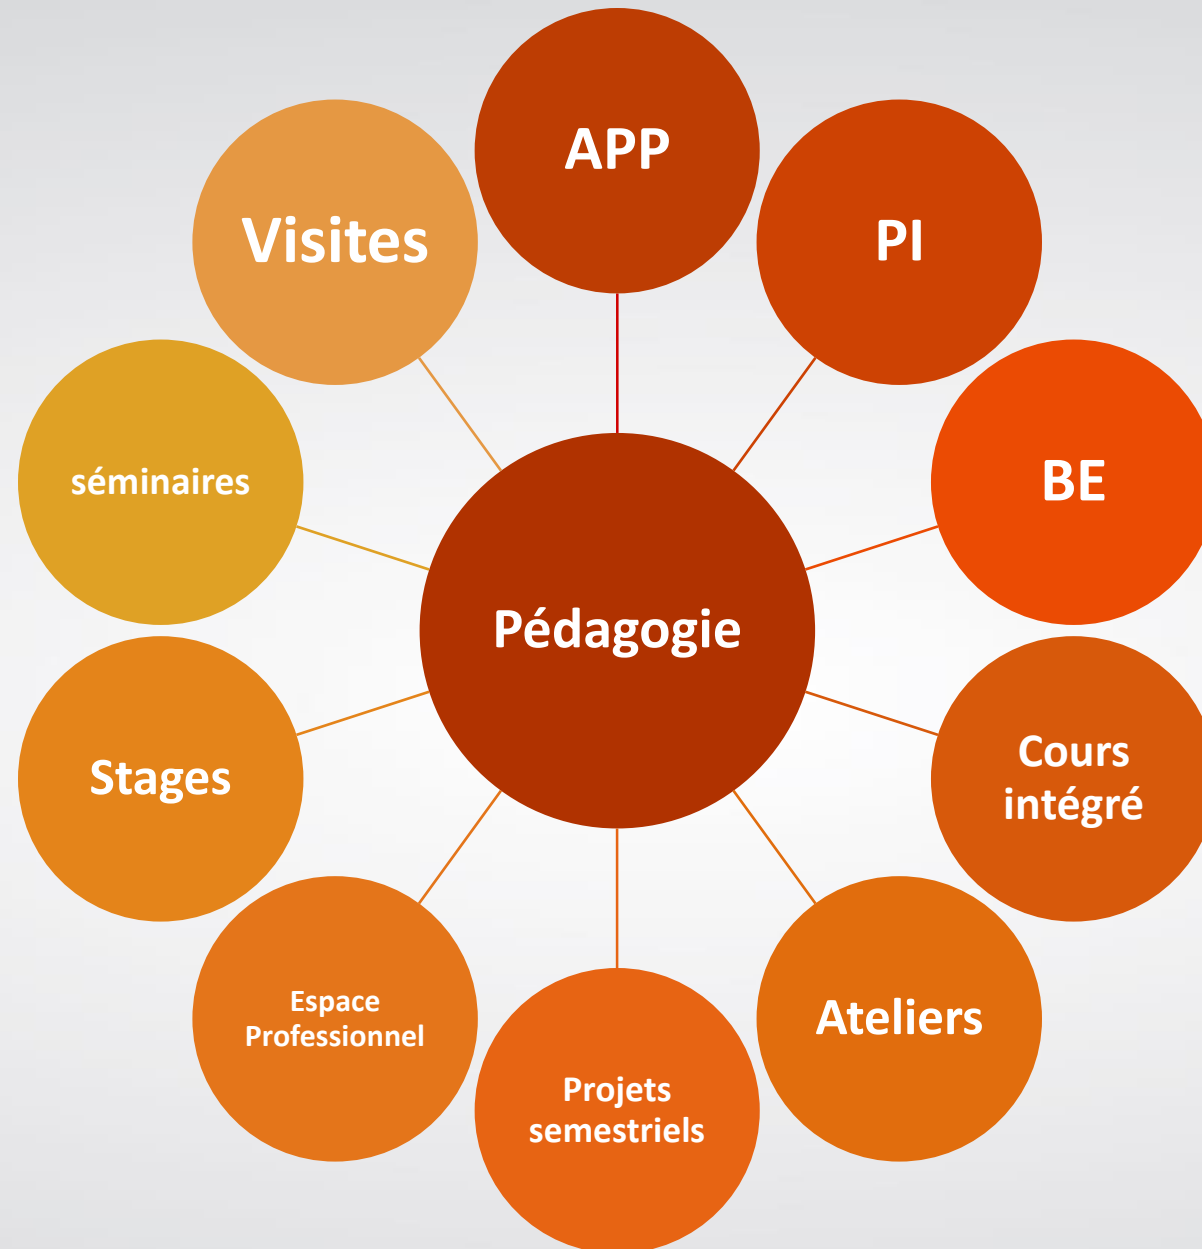 APP
PI
BE
Cours
intégré
Ateliers
Projets
semestriels
Espace
Professionnel
Stages
séminaires
Visites
Pédagogie